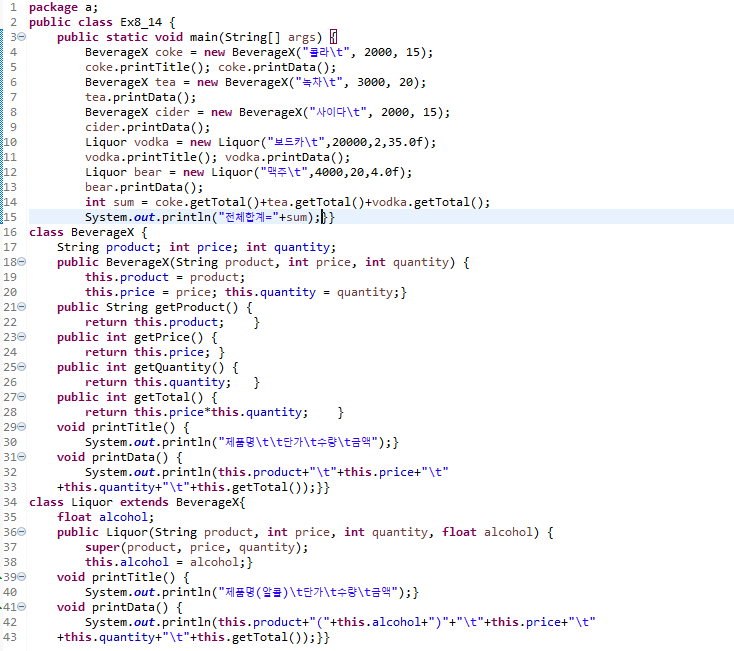 1 package a;
2 public class Ex8_14 {
3 public static void main(String[] args) {
4 BeverageX coke = new BeverageX("콜라\t", 2000, 15);
5 coke.printTitle(); coke.printData();
6 BeverageX tea = new BeverageX("녹차\t", 3000, 20);
7 tea.printData();
8 BeverageX cider = new BeverageX("사이다\t", 2000, 15);
9 cider.printData();
10 Liquor vodka = new Liquor("보드카\t",20000,2,35.0f);
11 vodka.printTitle(); vodka.printData();
12 Liquor bear = new Liquor("맥주\t",4000,20,4.0f);
13 bear.printData();
14 int sum = coke.getTotal()+tea.getTotal()+vodka.getTotal();
15 System.out.println("전체합계="+sum);}}
16 class BeverageX {
17 String product; int price; int quantity;
18 public BeverageX(String product, int price, int quantity) {
19 this.product = product;
20 this.price = price; this.quantity = quantity;}
21 public String getProduct() {
22 return this.product; }
23 public int getPrice() {
24 return this.price; }
25 public int getQuantity() {
26 return this.quantity; }
27 public int getTotal() {
28 return this.price*this.quantity; }
29 void printTitle() {
30 System.out.println("제품명\t\t단가\t수량\t금액");}
31 void printData() {
32 System.out.println(this.product+"\t"+this.price+"\t"
33 +this.quantity+"\t"+this.getTotal());}}
34 class Liquor extends BeverageX{
35 float alcohol;
36 public Liquor(String product, int price, int quantity, float alcohol) {
37 super(product, price, quantity);
38 this.alcohol = alcohol;}
39 void printTitle() {
40 System.out.println("제품명(알콜)\t단가\t수량\t금액");}
41 void printData() {
42 System.out.println(this.product+"("+this.alcohol+")"+"\t"+this.price+"\t"
43 +this.quantity+"\t"+this.getTotal());}}